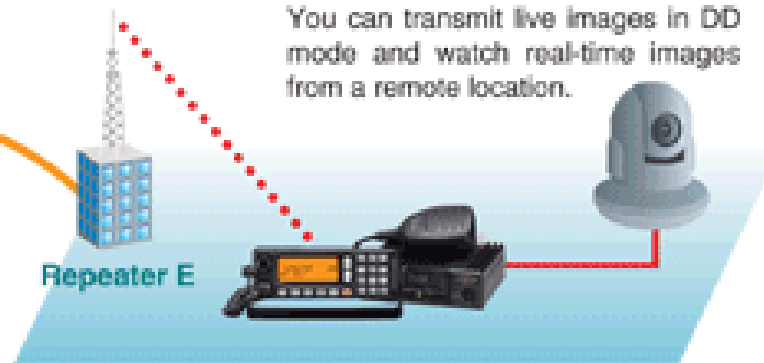 You can transmit live images in DD
mode and watch real-time images
from a remote location.
Repeater E